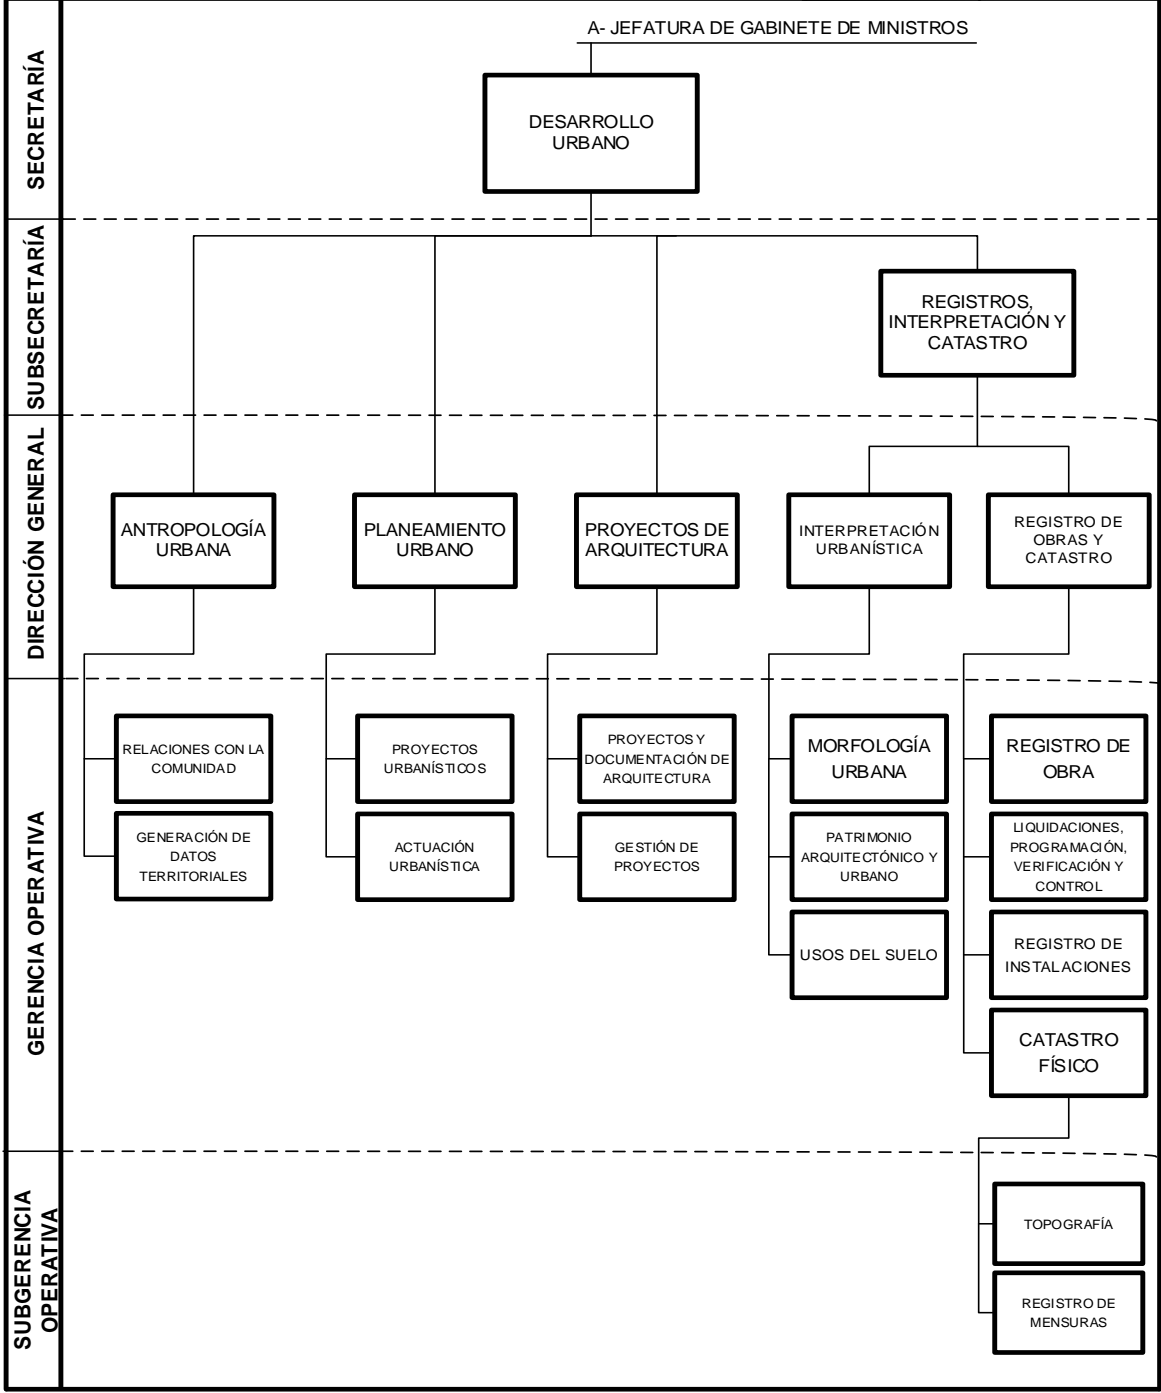 A- JEFATURA DE GABINETE DE MINISTROS
SECRETARÍA
DESARROLLO
URBANO
SUBSECRETARÍA
REGISTROS,
INTERPRETACIÓN Y
CATASTRO
DIRECCIÓN GENERAL
ANTROPOLOGÍA
URBANA
PLANEAMIENTO
URBANO
PROYECTOS DE
ARQUITECTURA
INTERPRETACIÓN
URBANÍSTICA
REGISTRO DE
OBRAS Y
CATASTRO
GERENCIA OPERATIVA
RELACIONES CON LA
COMUNIDAD
PROYECTOS
URBANÍSTICOS
PROYECTOS Y
DOCUMENTACIÓN DE
ARQUITECTURA
MORFOLOGÍA
URBANA
REGISTRO DE
OBRA
GENERACIÓN DE
DATOS
TERRITORIALES
ACTUACIÓN
URBANÍSTICA
GESTIÓN DE
PROYECTOS
PATRIMONIO
ARQUITECTÓNICO Y
URBANO
LIQUIDACIONES,
PROGRAMACIÓN,
VERIFICACIÓN Y
CONTROL
USOS DEL SUELO
REGISTRO DE
INSTALACIONES
CATASTRO
FÍSICO
SUBGERENCIA
OPERATIVA
TOPOGRAFÍA
REGISTRO DE
MENSURAS